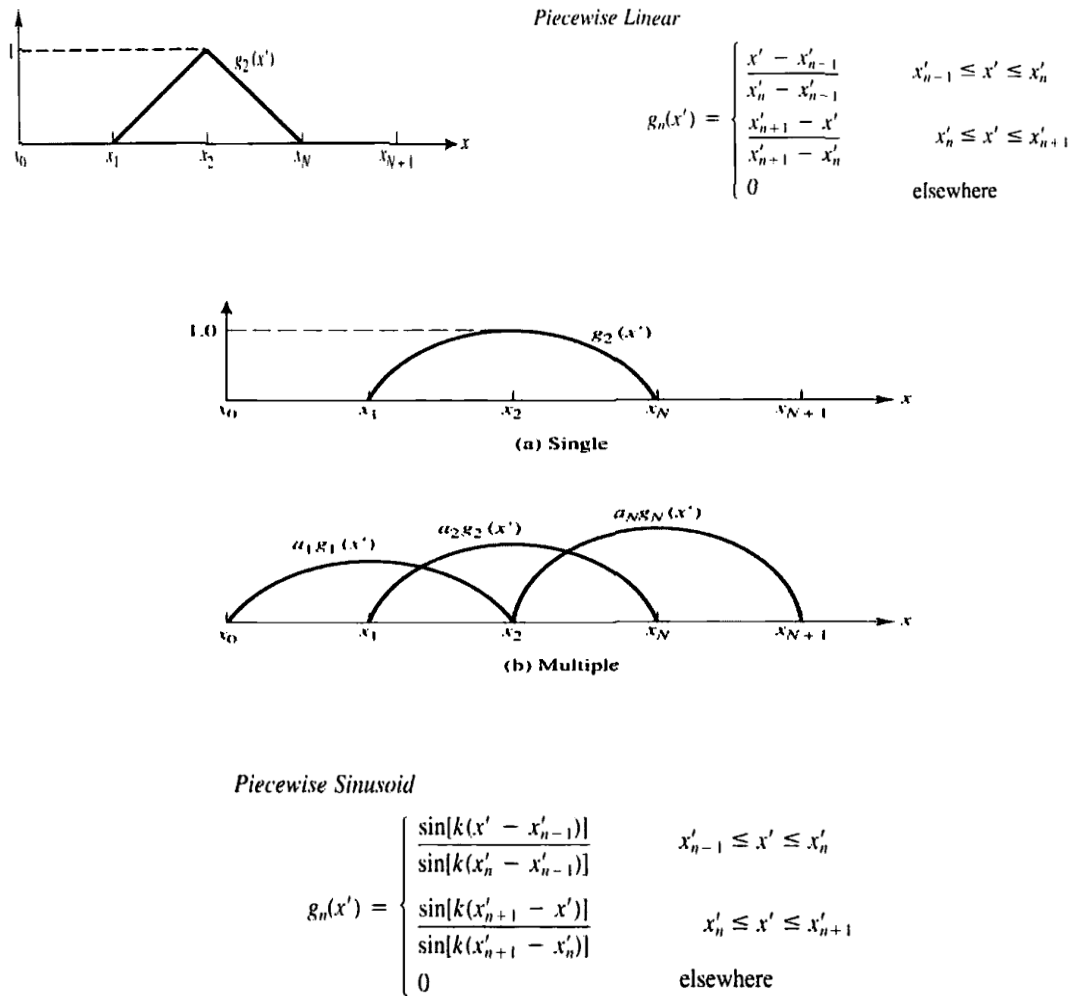 Piecewise Linear
1
g₂(x′)
x₀ x₁ x₂ x_N x_{N+1} x
g_n(x′) = { (x′ − x′_{n−1}) / (x′_n − x′_{n−1}) x′_{n−1} ≤ x′ ≤ x′_n
(x′_{n+1} − x′) / (x′_{n+1} − x′_n) x′_n ≤ x′ ≤ x′_{n+1}
0 elsewhere
1.0
g₂(x′)
x₀ x₁ x₂ x_N x_{N+1} x
(a) Single
a₁g₁(x′) a₂g₂(x′) a_N g_N(x′)
x₀ x₁ x₂ x_N x_{N+1} x
(b) Multiple
Piecewise Sinusoid
g_n(x′) = { sin[k(x′ − x′_{n−1})] / sin[k(x′_n − x′_{n−1})] x′_{n−1} ≤ x′ ≤ x′_n
sin[k(x′_{n+1} − x′)] / sin[k(x′_{n+1} − x′_n)] x′_n ≤ x′ ≤ x′_{n+1}
0 elsewhere